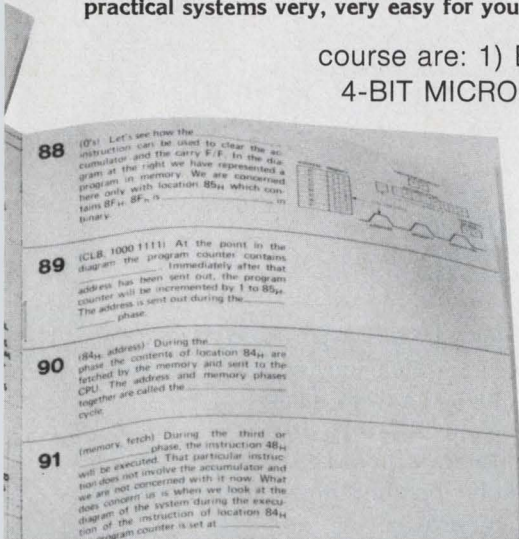 practical systems very, very easy for you
course are: 1)
4-BIT MICRO
88 (0's) Let's see how the ________
instruction can be used to clear the ac-
cumulator and the carry F/F. In the dia-
gram at the right we have represented a
program in memory. We are concerned
here only with location 85H which con-
tains 8FH. 8FH is ________ in
binary.
89 (CLB, 1000 1111) At the point in the
diagram the program counter contains
________. Immediately after that
address has been sent out, the program
counter will be incremented by 1 to 85H.
The address is sent out during the ________
________ phase.
90 (84H, address) During the ________
phase the contents of location 84H are
fetched by the memory and sent to the
CPU. The address and memory phases
together are called the ________
cycle.
91 (memory, fetch) During the third or
________ phase, the instruction 48H
will be executed. That particular instruc-
tion does not involve the accumulator and
we are not concerned with it now. What
does concern us is when we look at the
diagram of the system during the execu-
tion of the instruction of location 84H
program counter is set at ________